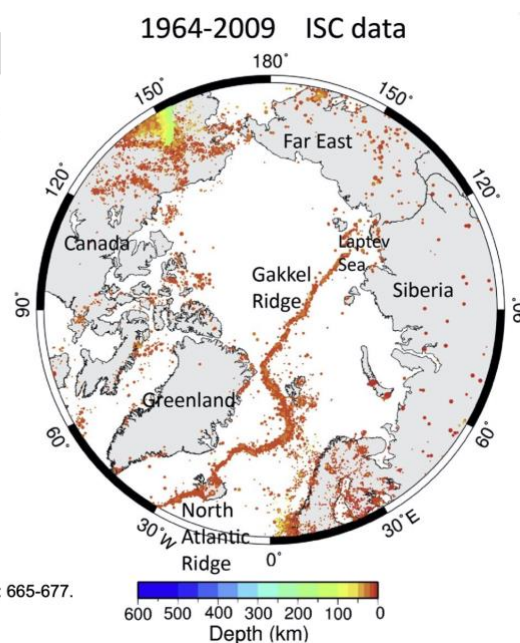 1964-2009 ISC data
180°
150°
150°
Far East
120°
120°
Canada
Laptev
Sea
Gakkel
Ridge
Siberia
90°
Greenland
60°
60°
North
Atlantic
Ridge
30°W
0°
30°E
: 665-677.
600 500 400 300 200 100 0
Depth (km)